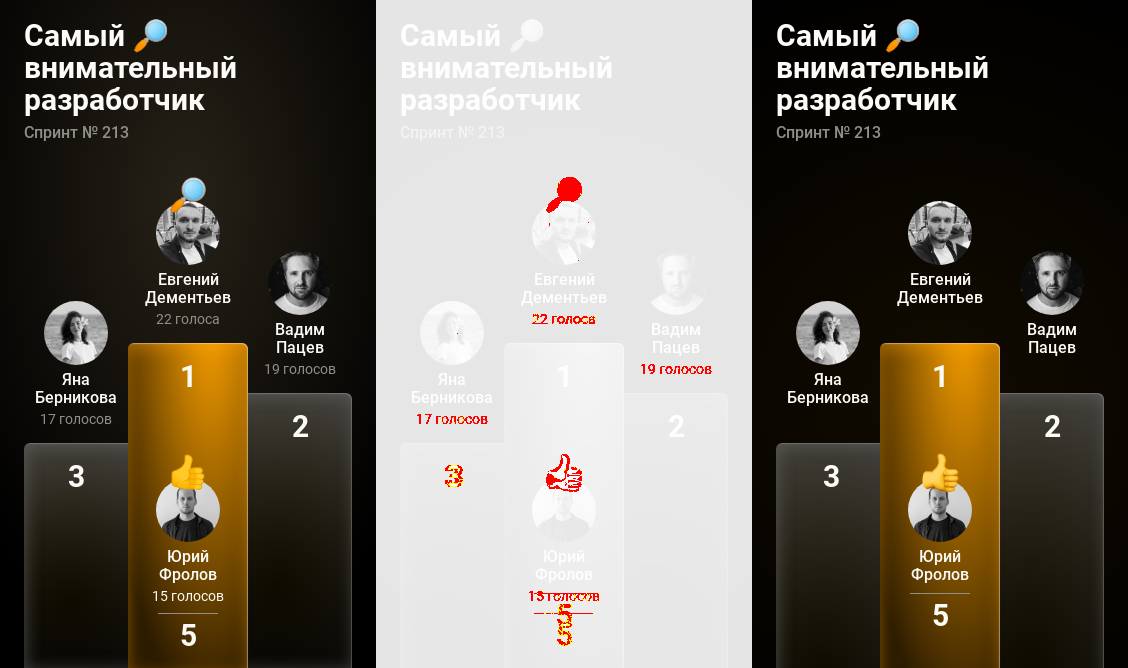 Самый 🔎
внимательный
разработчик
Спринт № 213
Евгений
Дементьев
22 голоса
Вадим
Пацев
19 голосов
Яна
Берникова
17 голосов
1
2
3
Юрий
Фролов
15 голосов
5
Самый 🔎
внимательный
разработчик
Спринт № 213
Евгений
Дементьев
22 голоса
Вадим
Пацев
19 голосов
Яна
Берникова
17 голосов
1
2
3
Юрий
Фролов
15 голосов
5
5
Самый 🔎
внимательный
разработчик
Спринт № 213
Евгений
Дементьев
Вадим
Пацев
Яна
Берникова
1
2
3
Юрий
Фролов
5